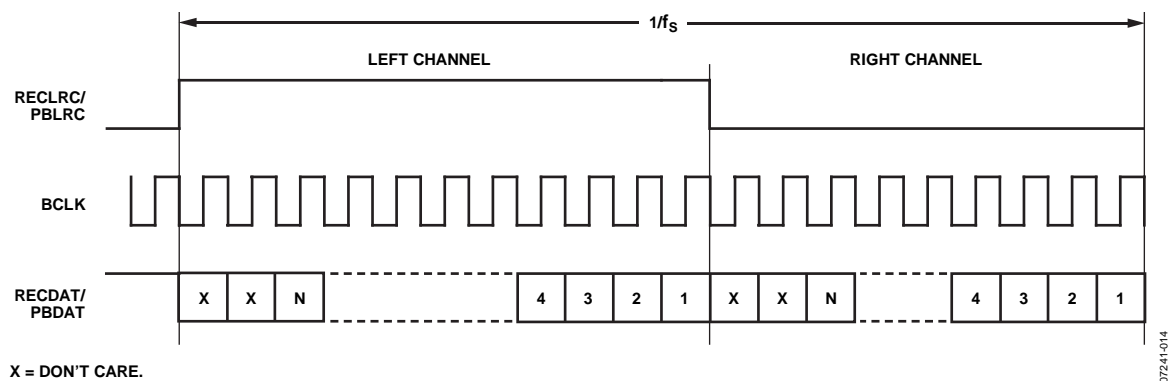 1/fS
LEFT CHANNEL RIGHT CHANNEL
RECLRC/
PBLRC
BCLK
RECDAT/
PBDAT
X X N 4 3 2 1 X X N 4 3 2 1
X = DON'T CARE.
07241-014